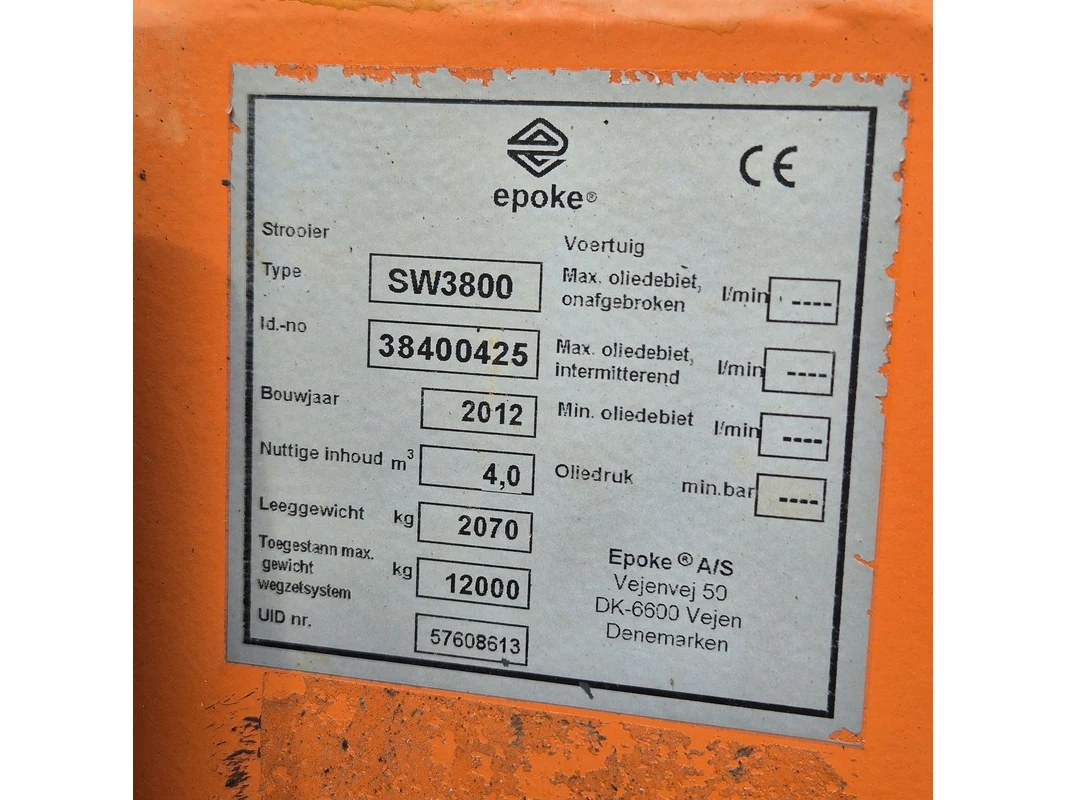 epoke®
CE
Strooier
Type SW3800
Id.-no 38400425
Bouwjaar 2012
Nuttige inhoud m³ 4,0
Leeggewicht kg 2070
Toegestann max.
gewicht kg 12000
wegzetsystem
UID nr. 57608613
Voertuig
Max. oliedebiet,
onafgebroken l/min ----
Max. oliedebiet,
intermitterend l/min ----
Min. oliedebiet l/min ----
Oliedruk min.bar ----
Epoke® A/S
Vejenvej 50
DK-6600 Vejen
Denemarken